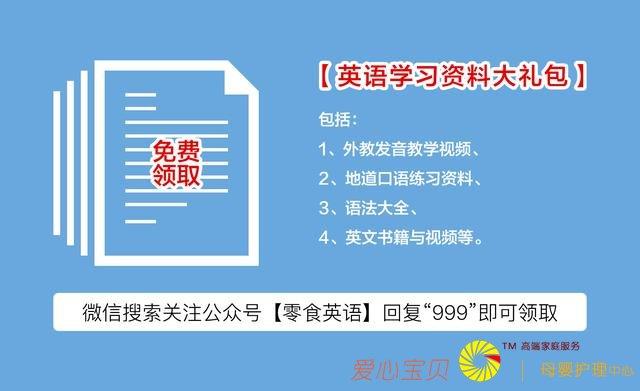 【英语学习资料大礼包】
免费
领取
包括：
1、外教发音教学视频、
2、地道口语练习资料、
3、语法大全、
4、英文书籍与视频等。
微信搜索关注公众号【零食英语】回复“999”即可领取
爱心宝贝
TM 高端家庭服务
母婴护理中心